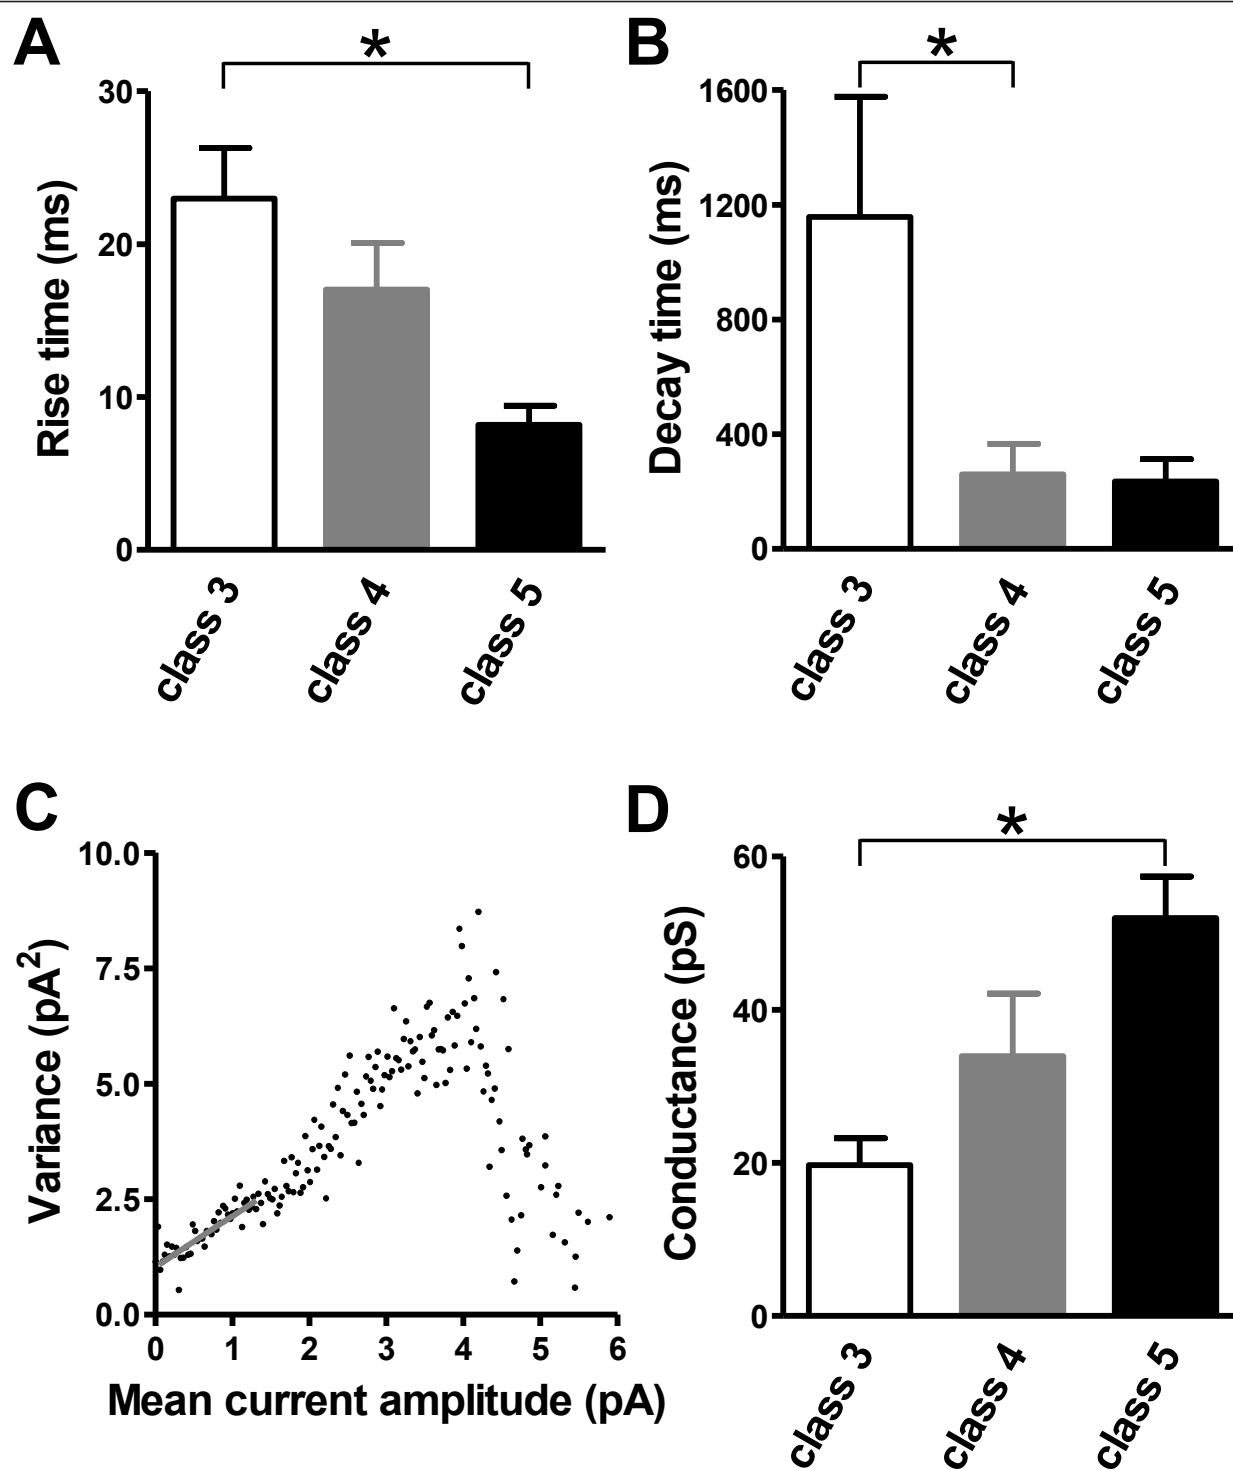 A
*
30
20
10
0
Rise time (ms)
class 3
class 4
class 5
B
*
1600
1200
800
400
0
Decay time (ms)
class 3
class 4
class 5
C
10.0
7.5
5.0
2.5
0.0
Variance (pA²)
0 1 2 3 4 5 6
Mean current amplitude (pA)
D
*
60
40
20
0
Conductance (pS)
class 3
class 4
class 5